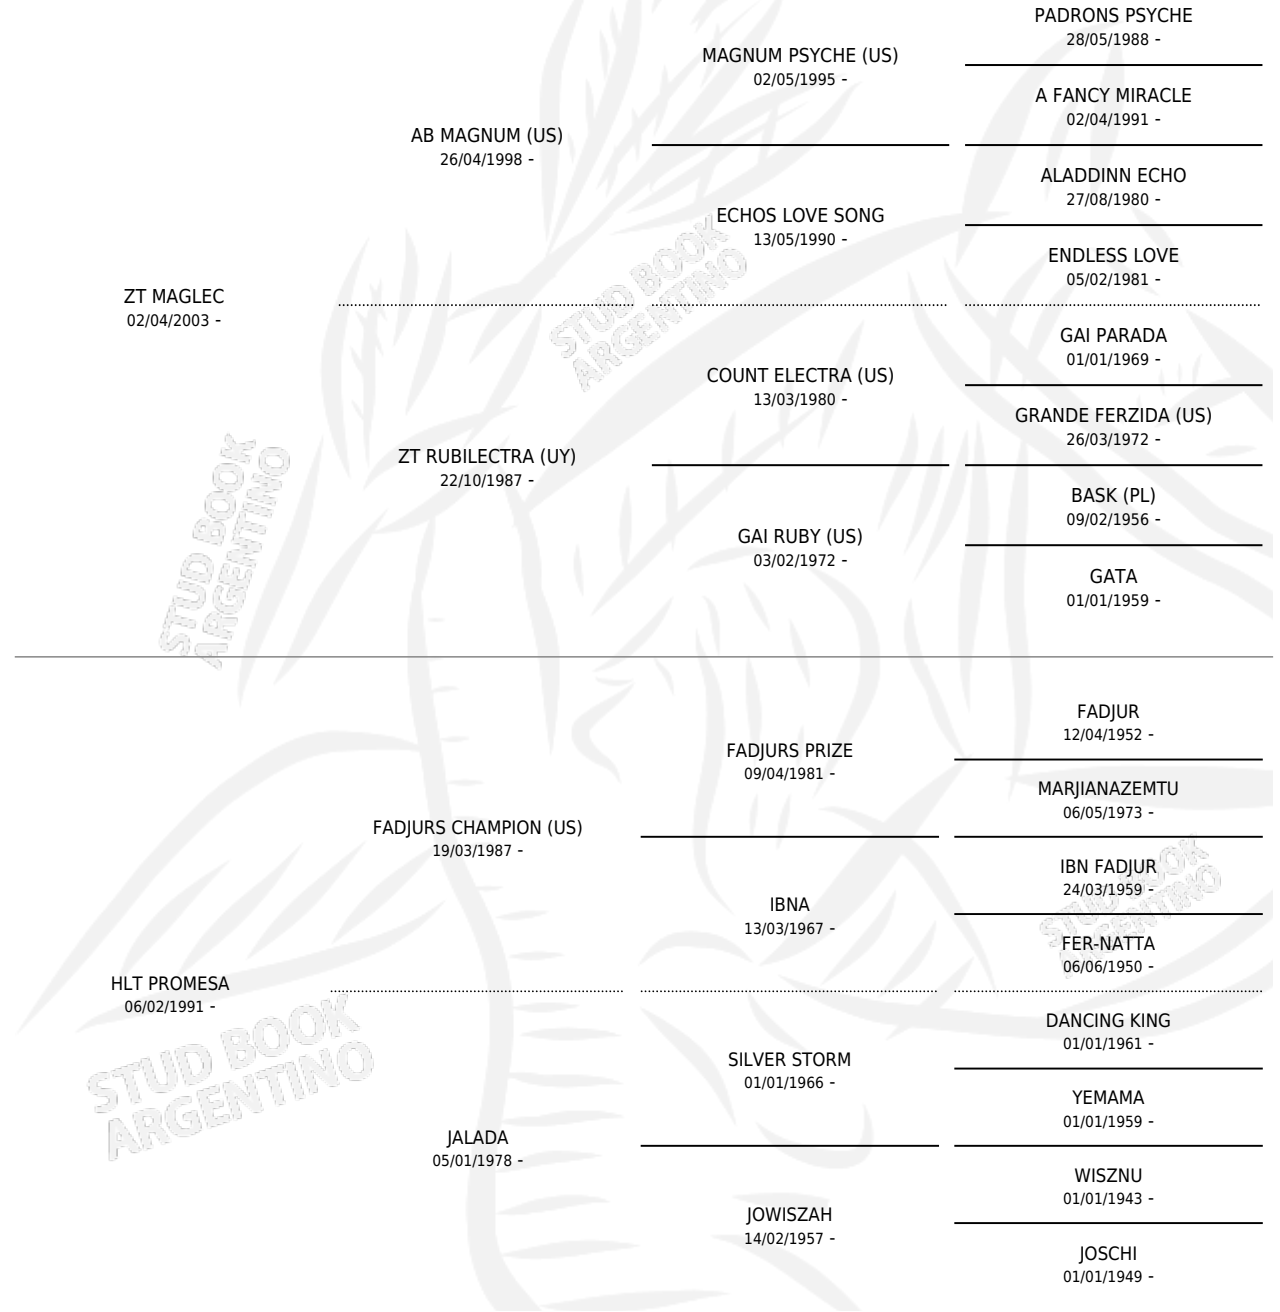 PADRONS PSYCHE
28/05/1988 -
MAGNUM PSYCHE (US)
02/05/1995 -
A FANCY MIRACLE
02/04/1991 -
AB MAGNUM (US)
26/04/1998 -
ALADDINN ECHO
27/08/1980 -
ECHOS LOVE SONG
13/05/1990 -
ENDLESS LOVE
05/02/1981 -
ZT MAGLEC
02/04/2003 -
STUD BOOK
ARGENTINO
GAI PARADA
01/01/1969 -
COUNT ELECTRA (US)
13/03/1980 -
GRANDE FERZIDA (US)
26/03/1972 -
ZT RUBILECTRA (UY)
22/10/1987 -
BASK (PL)
09/02/1956 -
GAI RUBY (US)
03/02/1972 -
GATA
01/01/1959 -
STUD BOOK
ARGENTINO
FADJUR
12/04/1952 -
FADJURS PRIZE
09/04/1981 -
MARJIANAZEMTU
06/05/1973 -
FADJURS CHAMPION (US)
19/03/1987 -
IBN FADJUR
24/03/1959 -
IBNA
13/03/1967 -
FER-NATTA
06/06/1950 -
STUD BOOK
ARGENTINO
HLT PROMESA
06/02/1991 -
DANCING KING
01/01/1961 -
SILVER STORM
01/01/1966 -
YEMAMA
01/01/1959 -
STUD BOOK
ARGENTINO
JALADA
05/01/1978 -
WISZNU
01/01/1943 -
JOWISZAH
14/02/1957 -
JOSCHI
01/01/1949 -